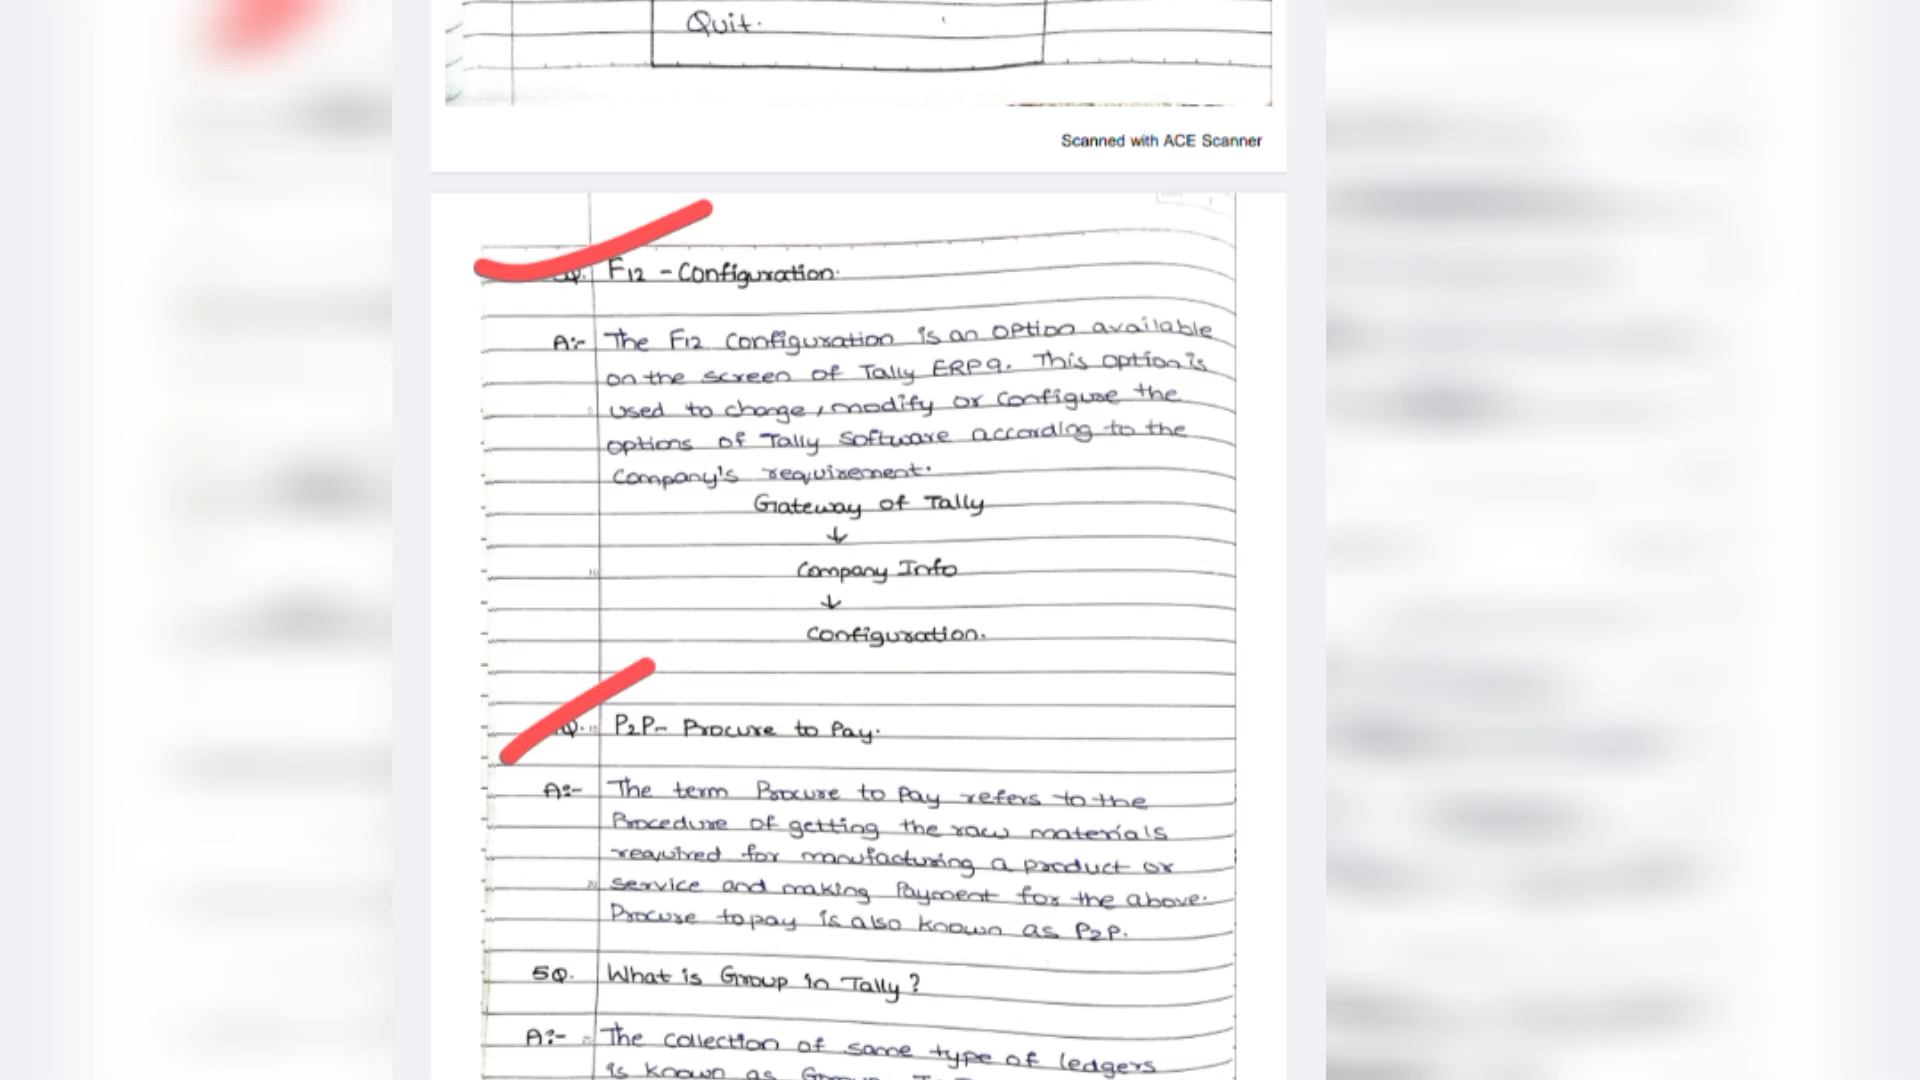 Quit.
Scanned with ACE Scanner
Q. F12 - Configuration.
A:- The F12 Configuration is an option available
on the screen of Tally ERP9. This option is
used to change, modify or configure the
options of Tally Software according to the
Company's requirement.
Gateway of Tally
↓
Company Info
↓
Configuration.
Q. P2P- Procure to Pay.
A:- The term Procure to Pay refers to the
Procedure of getting the raw materials
required for manufacturing a product or
service and making Payment for the above.
Procure to pay is also known as P2P.
5Q. What is Group in Tally?
A:- The collection of same type of ledgers
is known as Group.